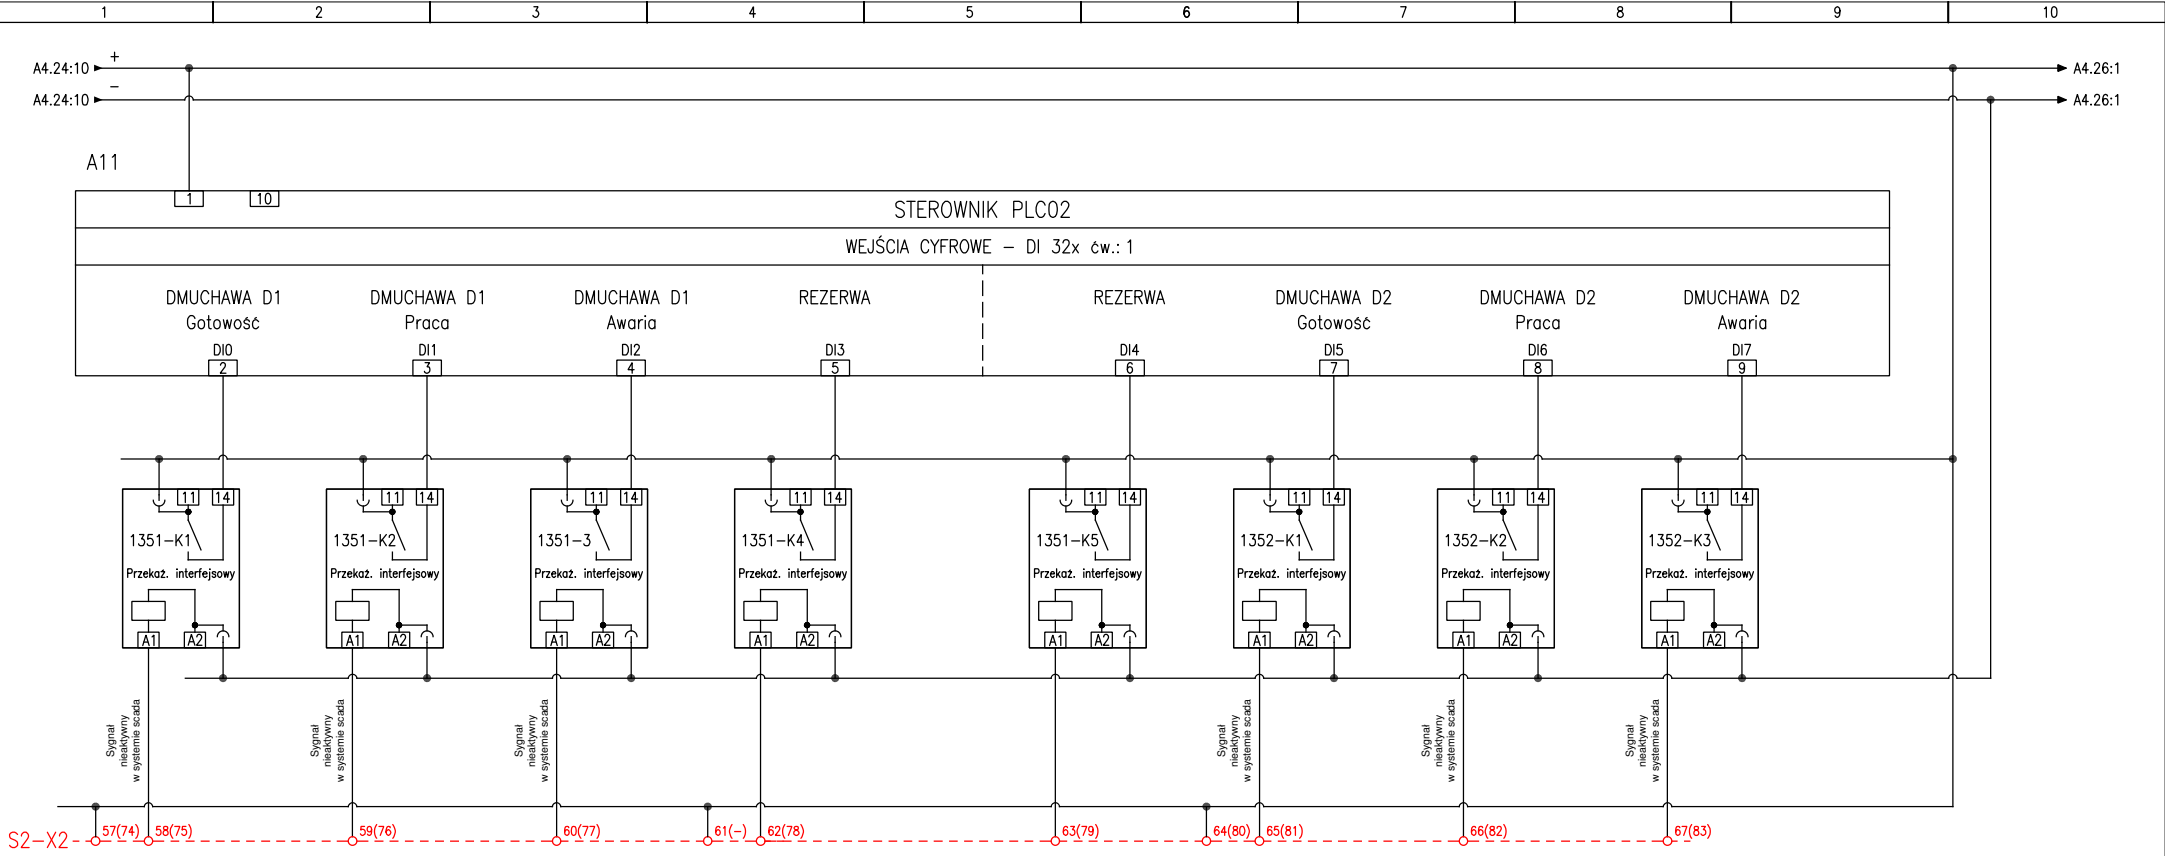 1 2 3 4 5 6 7 8 9 10
A4.24:10 + A4.26:1
A4.24:10 − A4.26:1
A11
1 10
STEROWNIK PLC02
WEJŚCIA CYFROWE – DI 32x ćw.: 1
DMUCHAWA D1 DMUCHAWA D1 DMUCHAWA D1 REZERWA REZERWA DMUCHAWA D2 DMUCHAWA D2 DMUCHAWA D2
Gotowość Praca Awaria Gotowość Praca Awaria
DI0 DI1 DI2 DI3 DI4 DI5 DI6 DI7
2 3 4 5 6 7 8 9
11 14 11 14 11 14 11 14 11 14 11 14 11 14 11 14
1351-K1 1351-K2 1351-3 1351-K4 1351-K5 1352-K1 1352-K2 1352-K3
Przekaź. interfejsowy Przekaź. interfejsowy Przekaź. interfejsowy Przekaź. interfejsowy Przekaź. interfejsowy Przekaź. interfejsowy Przekaź. interfejsowy Przekaź. interfejsowy
A1 A2 A1 A2 A1 A2 A1 A2 A1 A2 A1 A2 A1 A2 A1 A2
Sygnał
nieaktywny
w systemie scada
Sygnał
nieaktywny
w systemie scada
Sygnał
nieaktywny
w systemie scada
Sygnał
nieaktywny
w systemie scada
Sygnał
nieaktywny
w systemie scada
Sygnał
nieaktywny
w systemie scada
S2-X2 57(74) 58(75) 59(76) 60(77) 61(-) 62(78) 63(79) 64(80) 65(81) 66(82) 67(83)